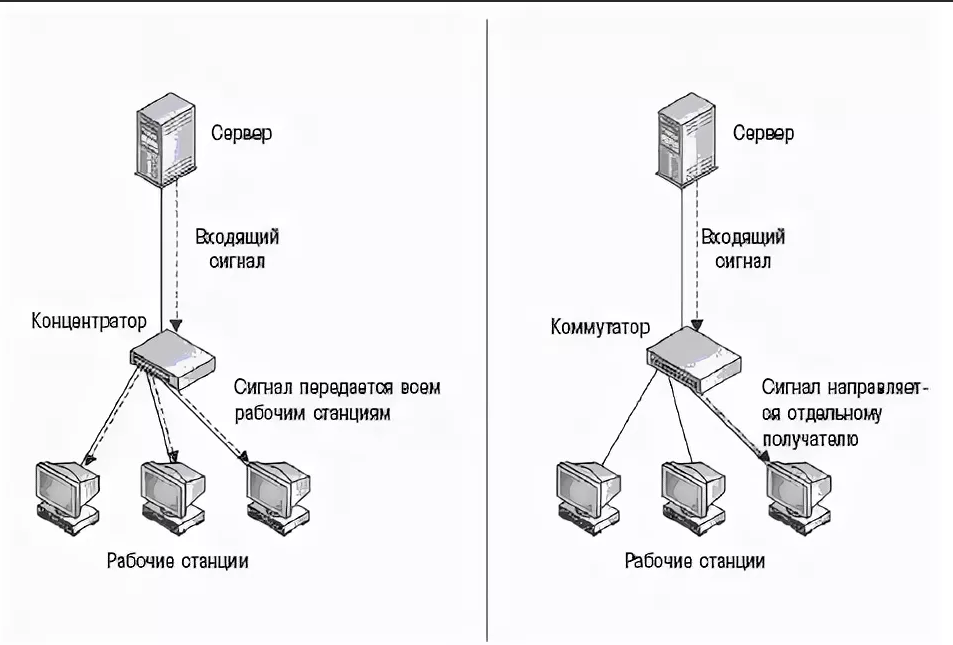 Сервер
Входящий
сигнал
Концентратор
Сигнал передается всем
рабочим станциям
Рабочие станции
Сервер
Входящий
сигнал
Коммутатор
Сигнал направляет-
ся отдельному
получателю
Рабочие станции